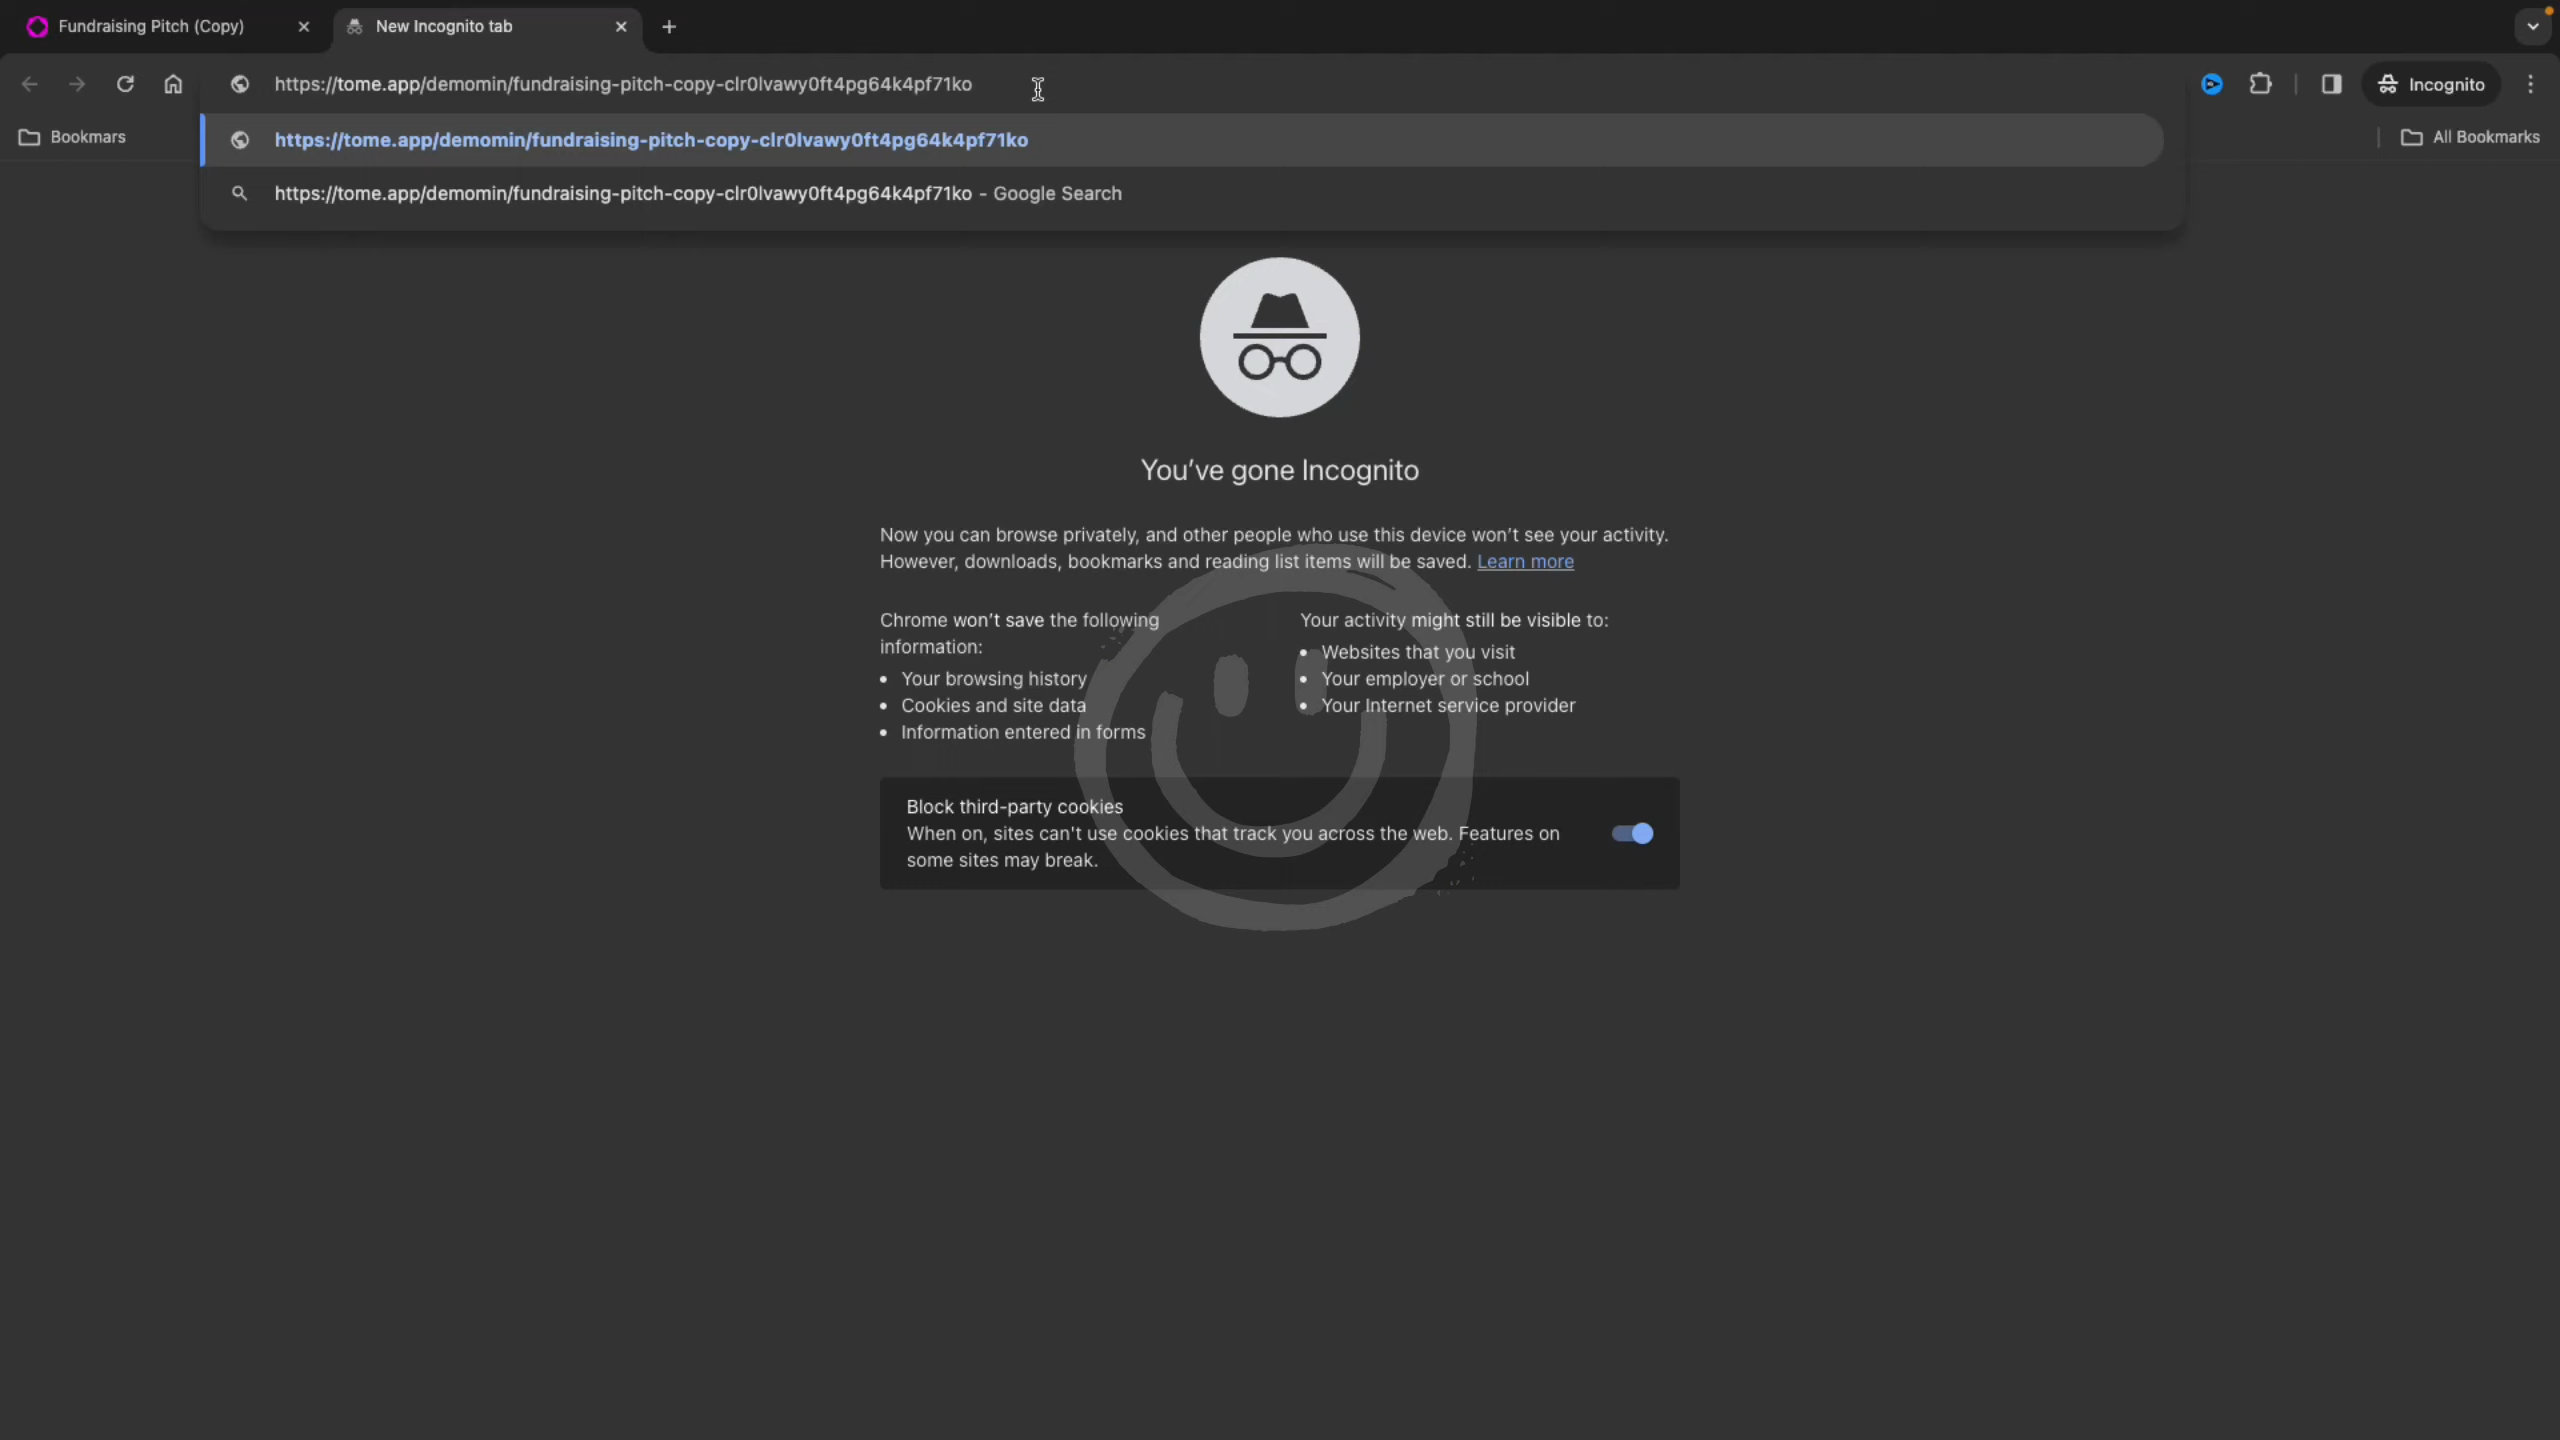 Fundraising Pitch (Copy)
New Incognito tab
https://tome.app/demomin/fundraising-pitch-copy-clr0lvawy0ft4pg64k4pf71ko
Incognito
Bookmars
https://tome.app/demomin/fundraising-pitch-copy-clr0lvawy0ft4pg64k4pf71ko
All Bookmarks
https://tome.app/demomin/fundraising-pitch-copy-clr0lvawy0ft4pg64k4pf71ko - Google Search
You've gone Incognito
Now you can browse privately, and other people who use this device won't see your activity.
However, downloads, bookmarks and reading list items will be saved. Learn more
Chrome won't save the following
information:
• Your browsing history
• Cookies and site data
• Information entered in forms
Your activity might still be visible to:
• Websites that you visit
• Your employer or school
• Your Internet service provider
Block third-party cookies
When on, sites can't use cookies that track you across the web. Features on
some sites may break.